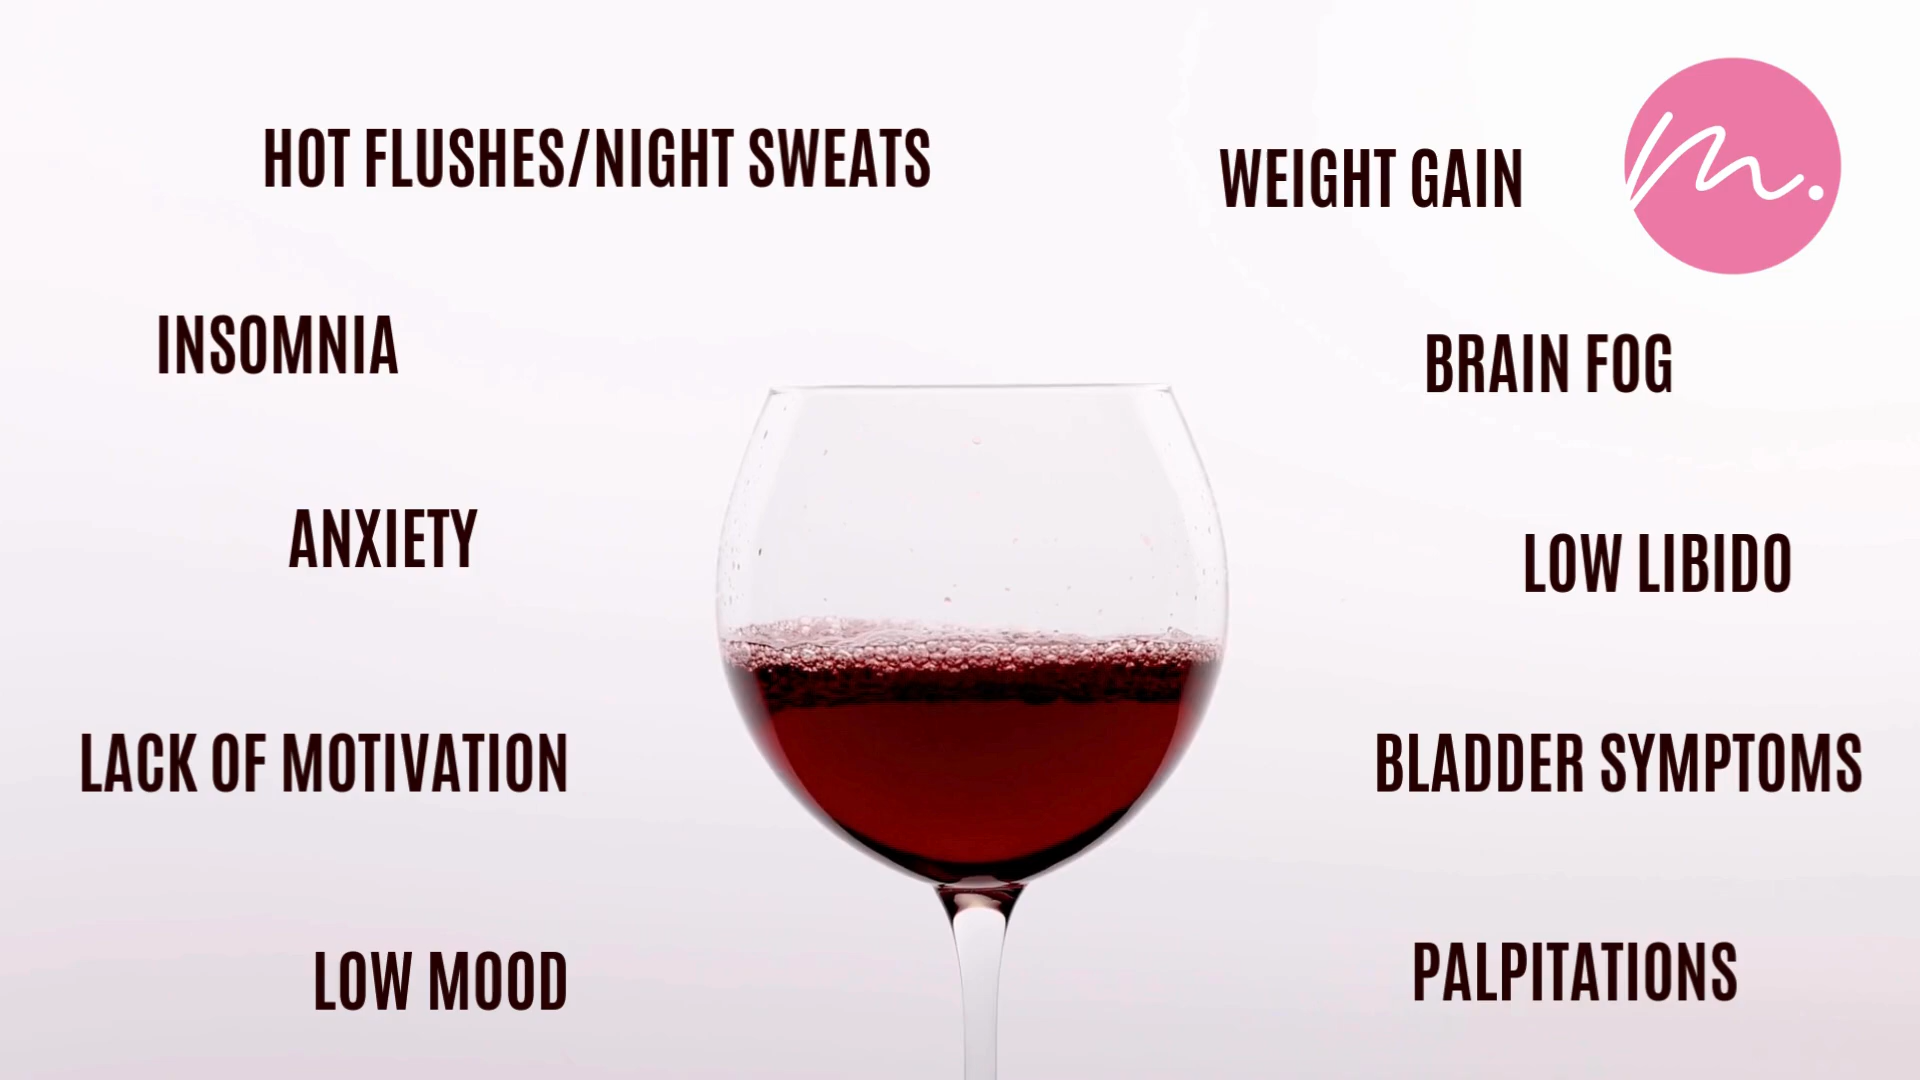 HOT FLUSHES/NIGHT SWEATS
WEIGHT GAIN
m.
INSOMNIA
BRAIN FOG
ANXIETY
LOW LIBIDO
LACK OF MOTIVATION
BLADDER SYMPTOMS
LOW MOOD
PALPITATIONS